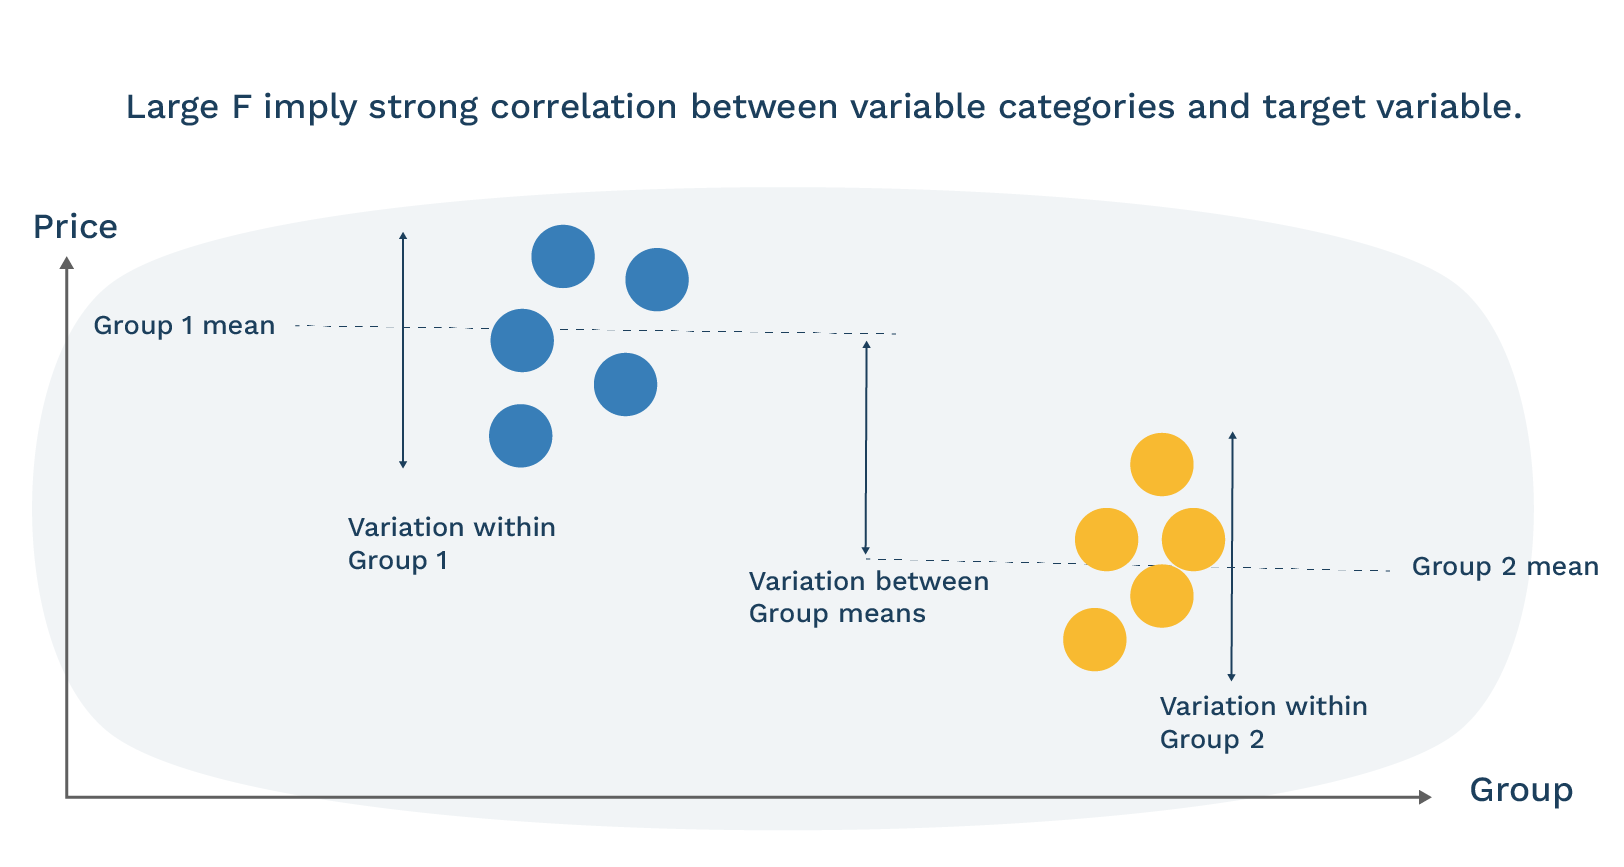 Large F imply strong correlation between variable categories and target variable.
Price
Group 1 mean
Variation within
Group 1
Variation between
Group means
Group 2 mean
Variation within
Group 2
Group